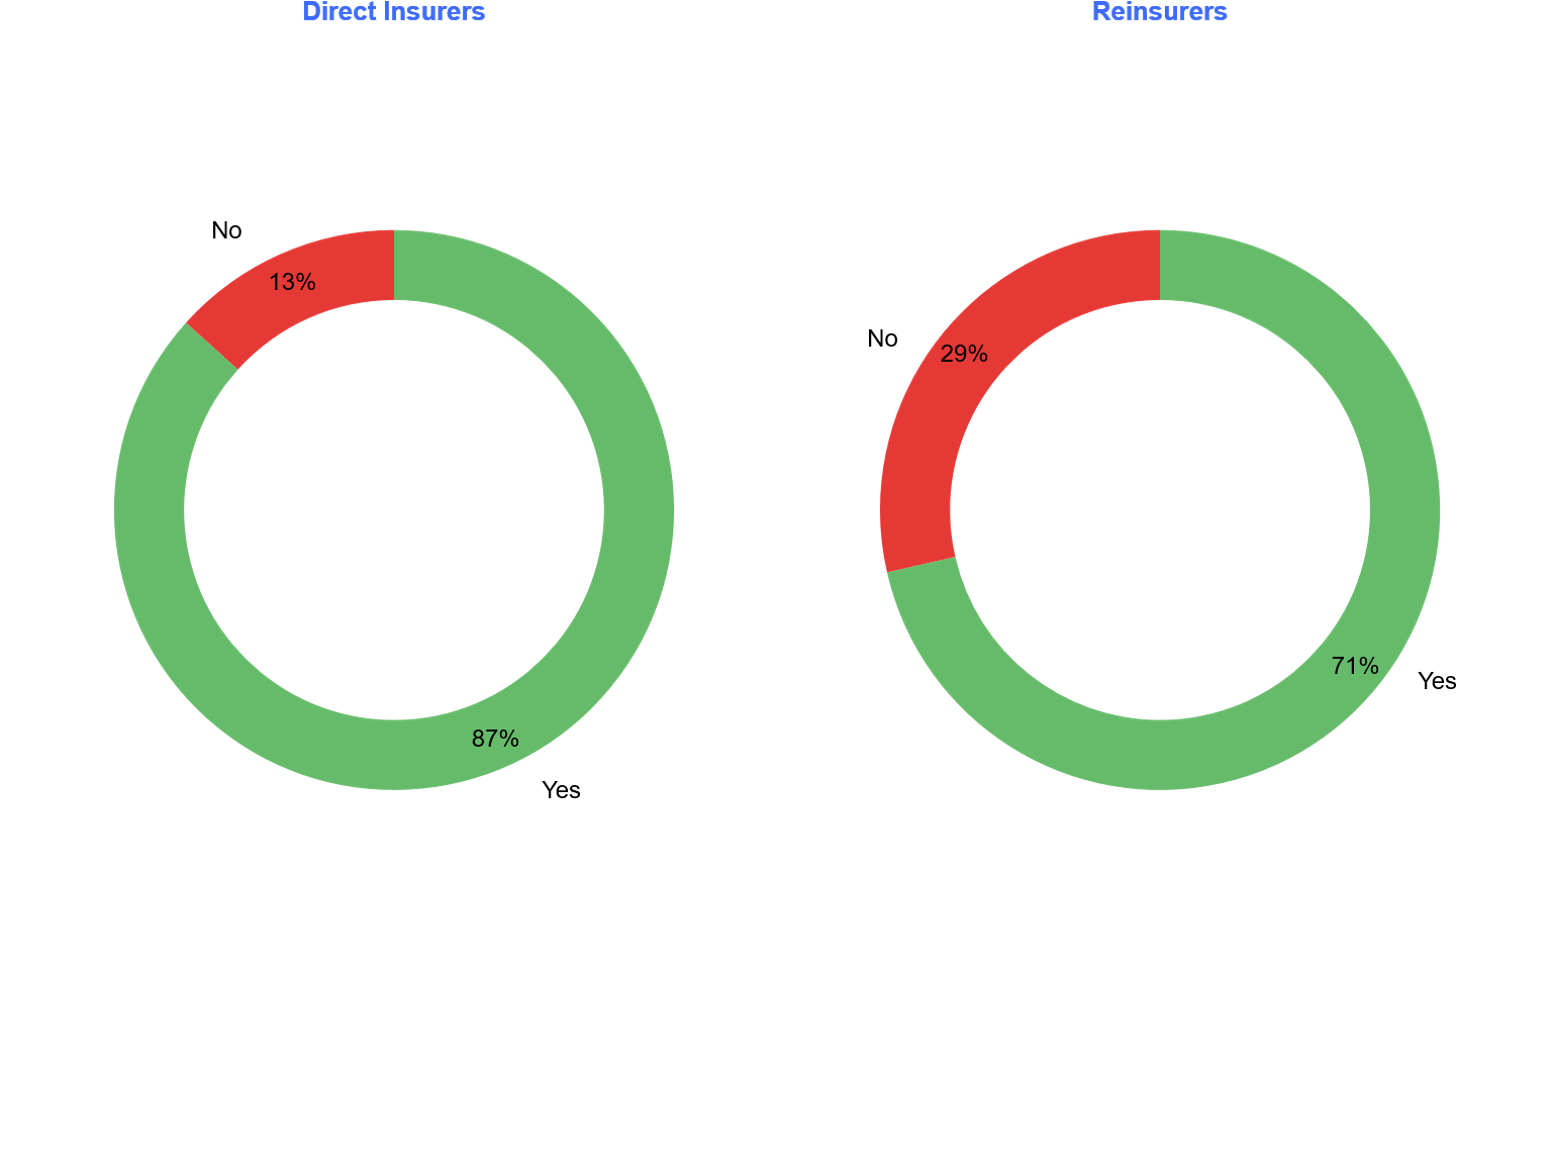 Direct Insurers
No
13%
87%
Yes
Reinsurers
No
29%
71%
Yes